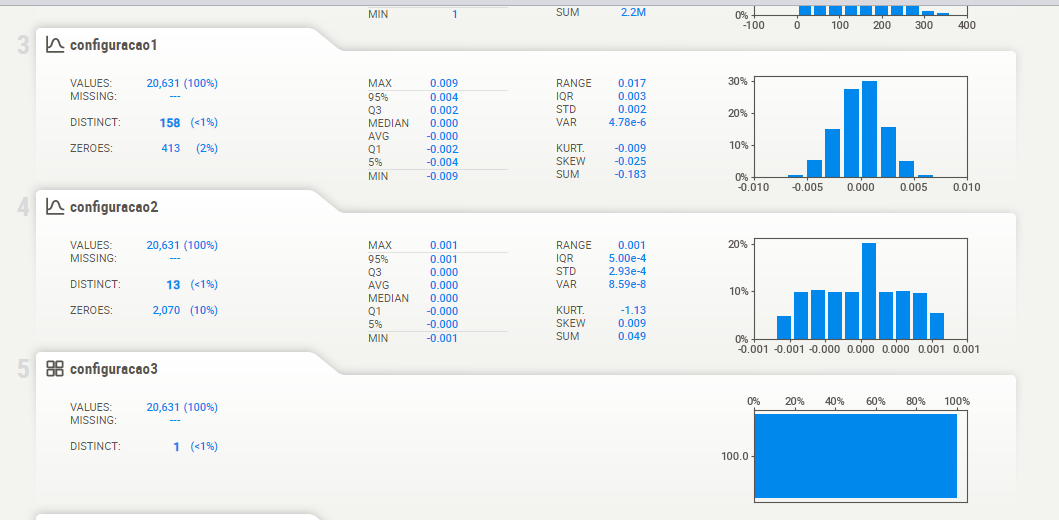 MIN 1 SUM 2.2M 0%
-100 0 100 200 300 400
3 configuracao1
VALUES: 20,631 (100%) MAX 0.009 RANGE 0.017 30%
MISSING: --- 95% 0.004 IQR 0.003
Q3 0.002 STD 0.002 20%
DISTINCT: 158 (<1%) MEDIAN 0.000 VAR 4.78e-6
AVG -0.000
ZEROES: 413 (2%) Q1 -0.002 KURT. -0.009 10%
5% -0.004 SKEW -0.025
MIN -0.009 SUM -0.183 0%
-0.010 -0.005 0.000 0.005 0.010
4 configuracao2
VALUES: 20,631 (100%) MAX 0.001 RANGE 0.001 20%
MISSING: --- 95% 0.001 IQR 5.00e-4
Q3 0.000 STD 2.93e-4
DISTINCT: 13 (<1%) AVG 0.000 VAR 8.59e-8 10%
MEDIAN 0.000
ZEROES: 2,070 (10%) Q1 -0.000 KURT. -1.13
5% -0.000 SKEW 0.009
MIN -0.001 SUM 0.049 0%
-0.001 -0.001 -0.000 0.000 0.000 0.001 0.001
5 configuracao3
VALUES: 20,631 (100%) 0% 20% 40% 60% 80% 100%
MISSING: ---
DISTINCT: 1 (<1%)
100.0